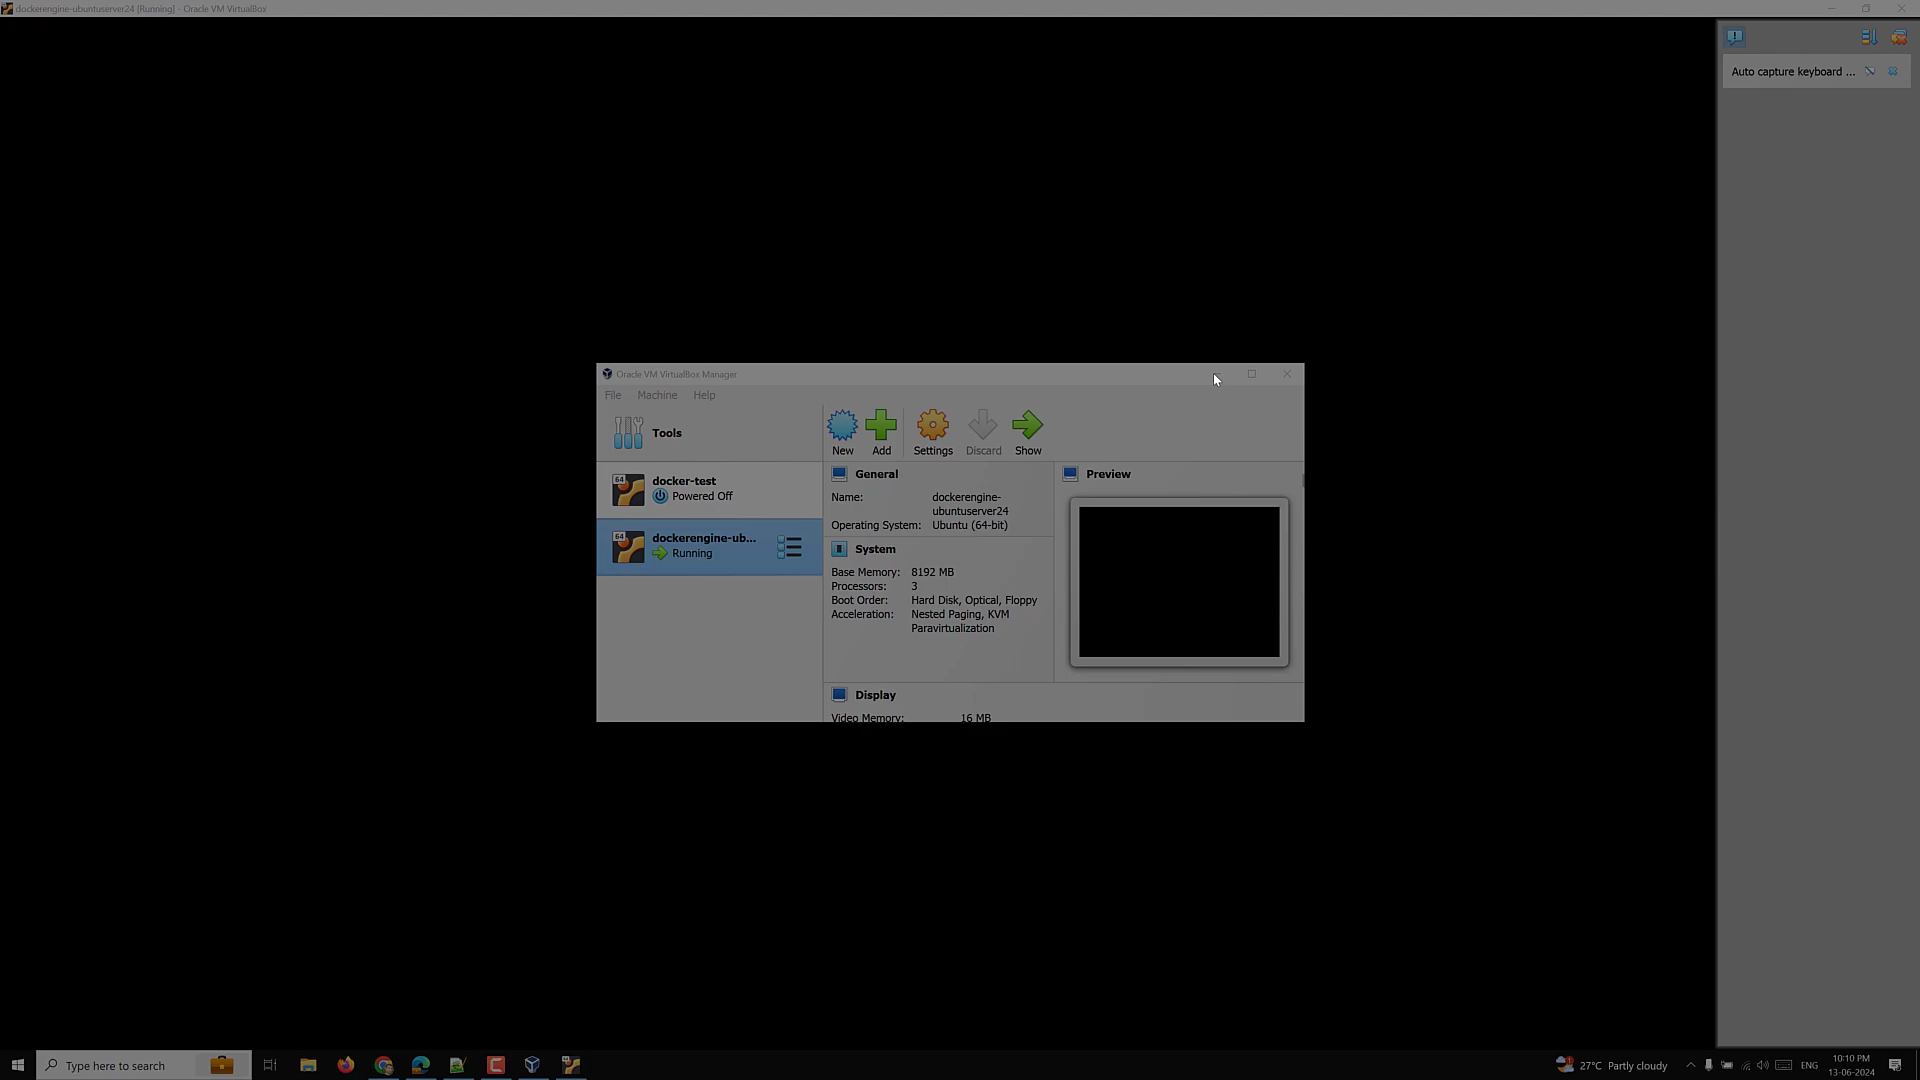 dockerengine-ubuntuserver24 [Running] - Oracle VM VirtualBox
Auto capture keyboard ...
Oracle VM VirtualBox Manager
File Machine Help
Tools
New Add Settings Discard Show
64
docker-test
Powered Off
64
dockerengine-ub...
Running
General
Name: dockerengine-
ubuntuserver24
Operating System: Ubuntu (64-bit)
System
Base Memory: 8192 MB
Processors: 3
Boot Order: Hard Disk, Optical, Floppy
Acceleration: Nested Paging, KVM
Paravirtualization
Preview
Display
Video Memory: 16 MB
Type here to search
27°C Partly cloudy
ENG
10:10 PM
13-06-2024